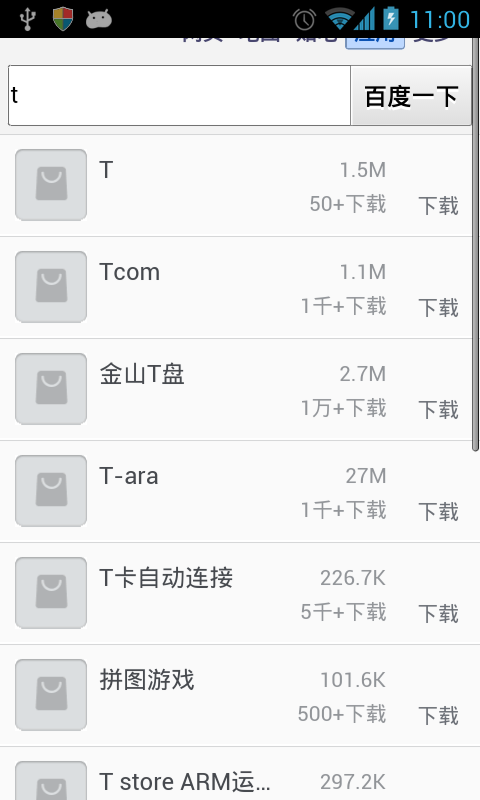 11:00
应用
t
百度一下
T
1.5M
50+下载
下载
Tcom
1.1M
1千+下载
下载
金山T盘
2.7M
1万+下载
下载
T-ara
27M
1千+下载
下载
T卡自动连接
226.7K
5千+下载
下载
拼图游戏
101.6K
500+下载
下载
T store ARM运...
297.2K